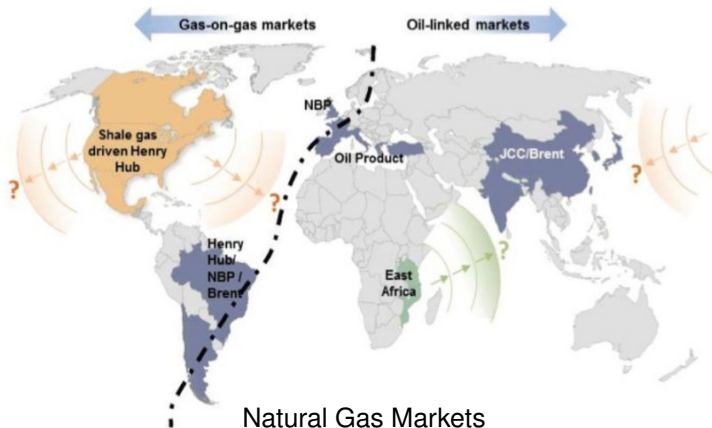 Gas-on-gas markets
Oil-linked markets
NBP
Shale gas
driven Henry
Hub
?
?
Oil Product
JCC/Brent
?
Henry
Hub/
NBP /
Brent
East
Africa
?
Natural Gas Markets